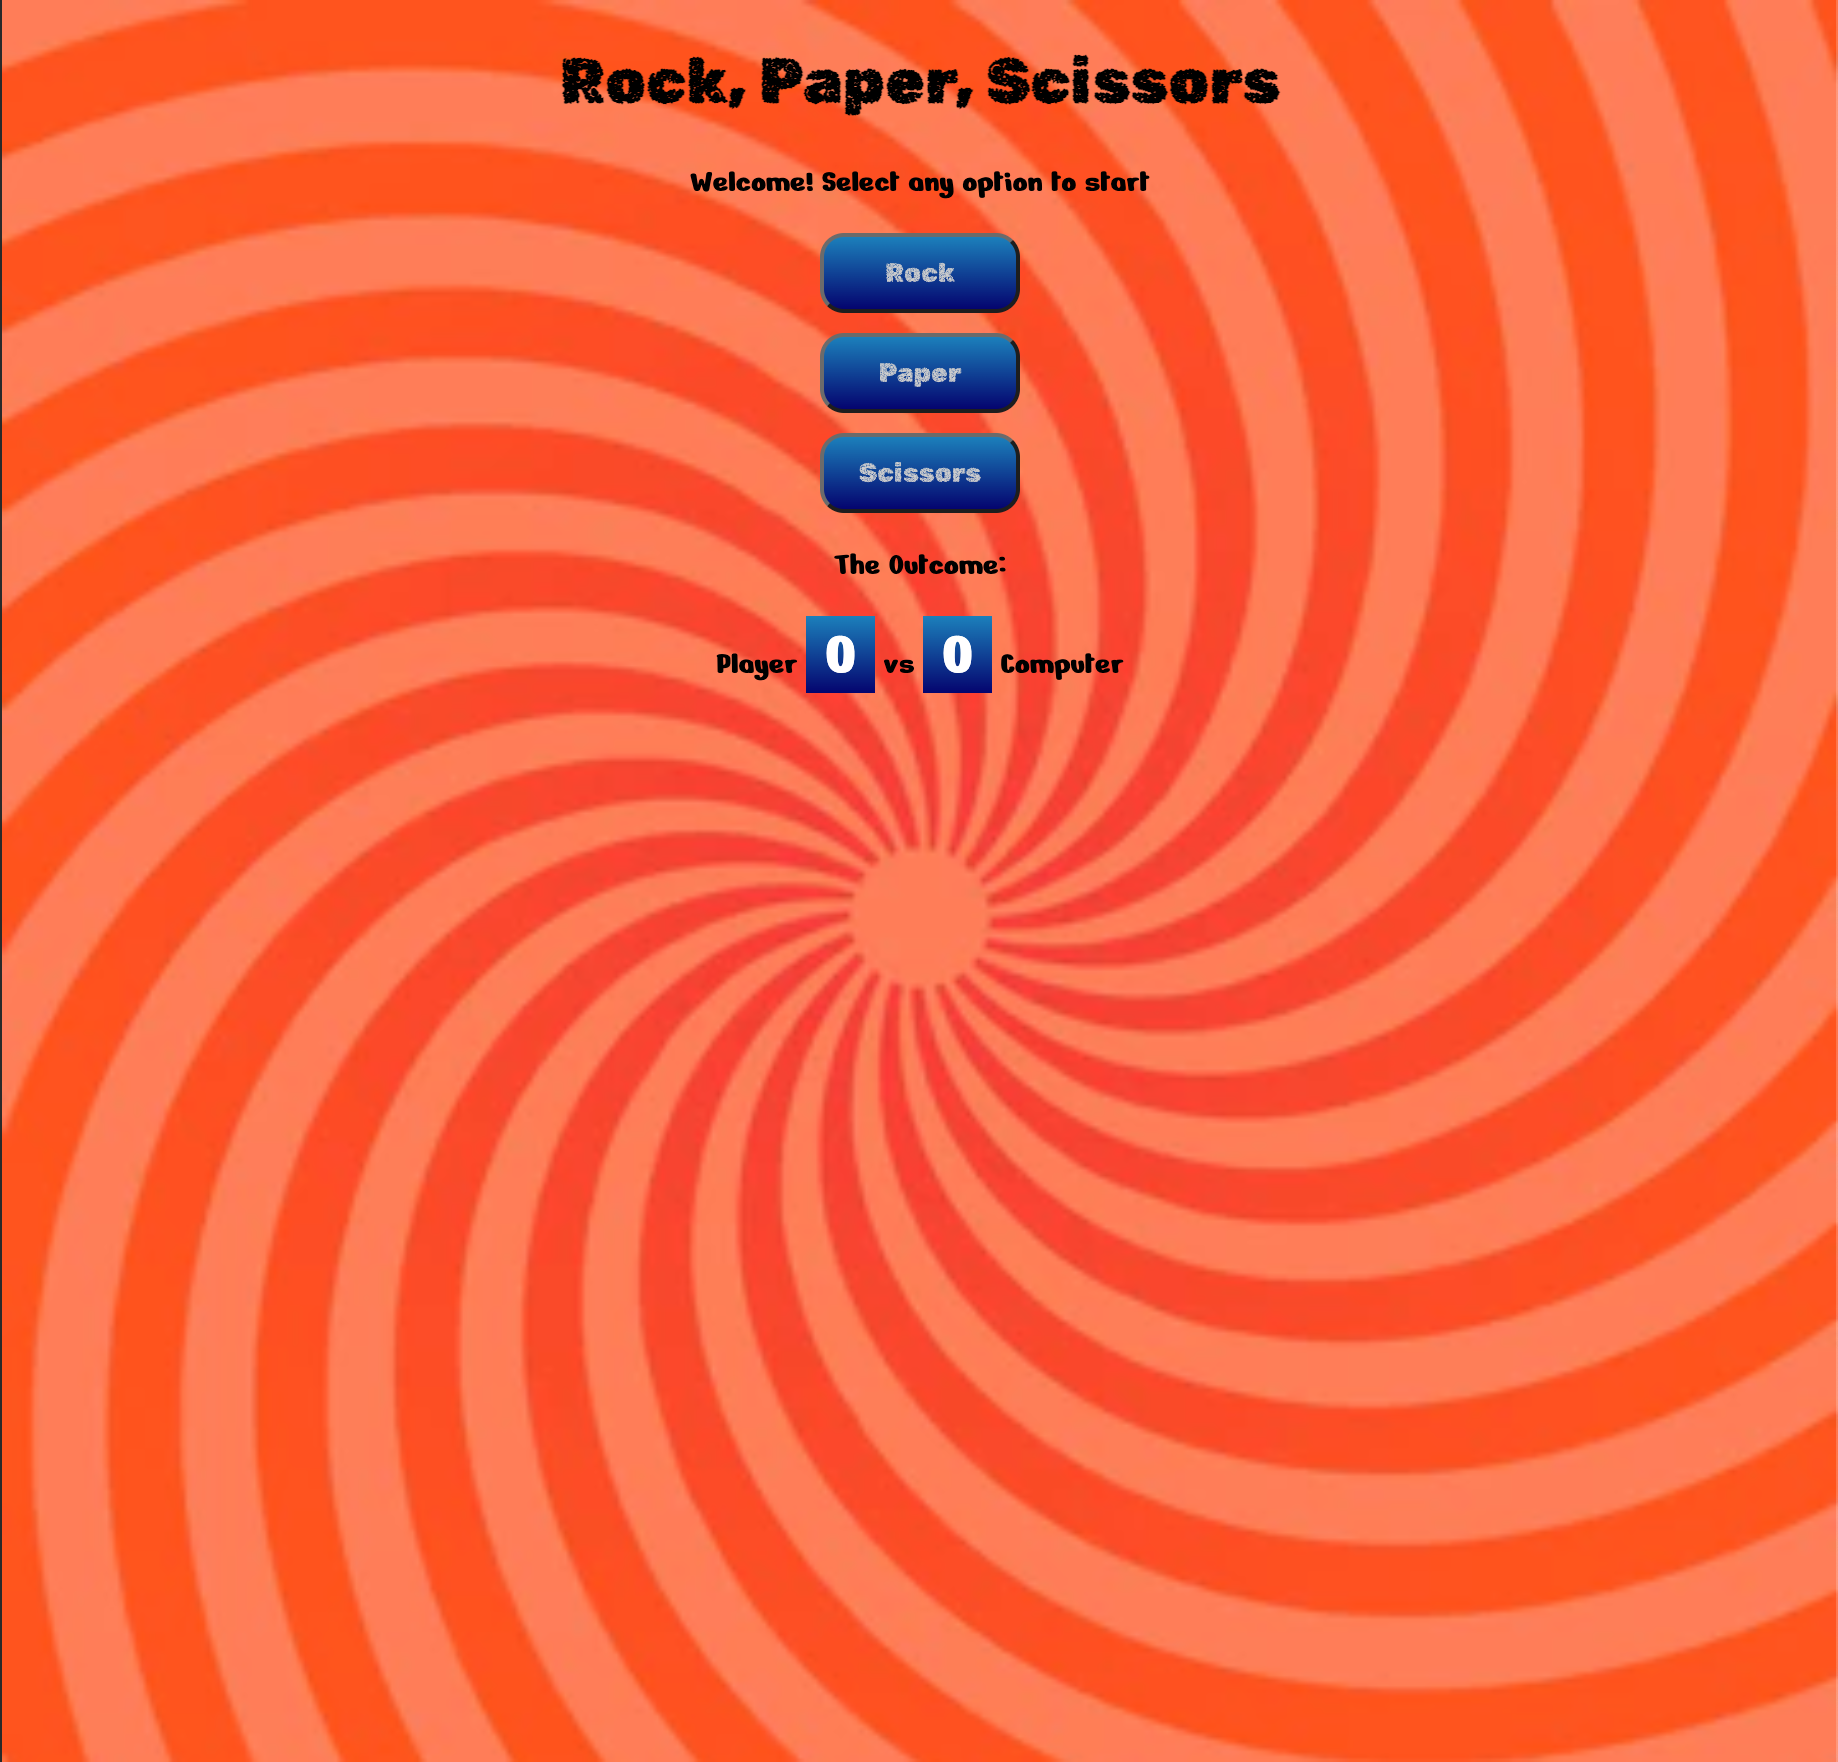 Rock, Paper, Scissors
Welcome! Select any option to start
Rock
Paper
Scissors
The Outcome:
Player 0 vs 0 Computer